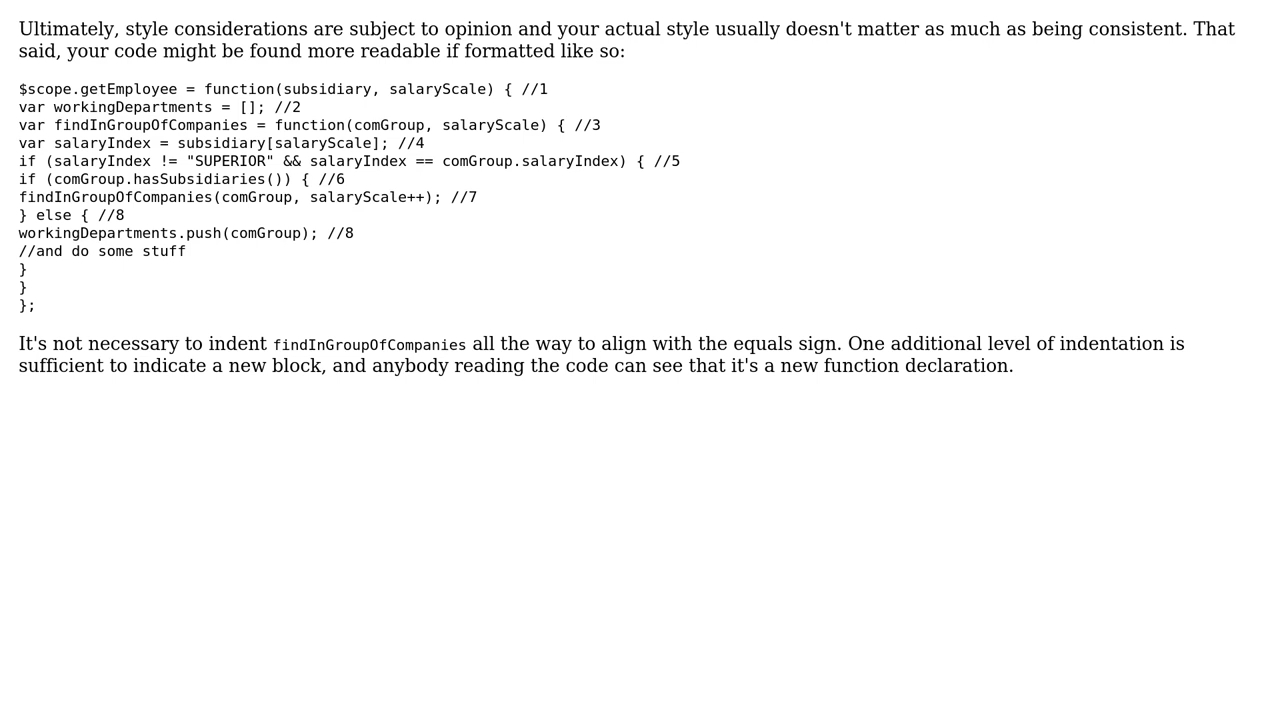 Ultimately, style considerations are subject to opinion and your actual style usually doesn't matter as much as being consistent. That
said, your code might be found more readable if formatted like so:
$scope.getEmployee = function(subsidiary, salaryScale) { //1
var workingDepartments = []; //2
var findInGroupOfCompanies = function(comGroup, salaryScale) { //3
var salaryIndex = subsidiary[salaryScale]; //4
if (salaryIndex != "SUPERIOR" && salaryIndex == comGroup.salaryIndex) { //5
if (comGroup.hasSubsidiaries()) { //6
findInGroupOfCompanies(comGroup, salaryScale++); //7
} else { //8
workingDepartments.push(comGroup); //8
//and do some stuff
}
}
};
It's not necessary to indent findInGroupOfCompanies all the way to align with the equals sign. One additional level of indentation is
sufficient to indicate a new block, and anybody reading the code can see that it's a new function declaration.